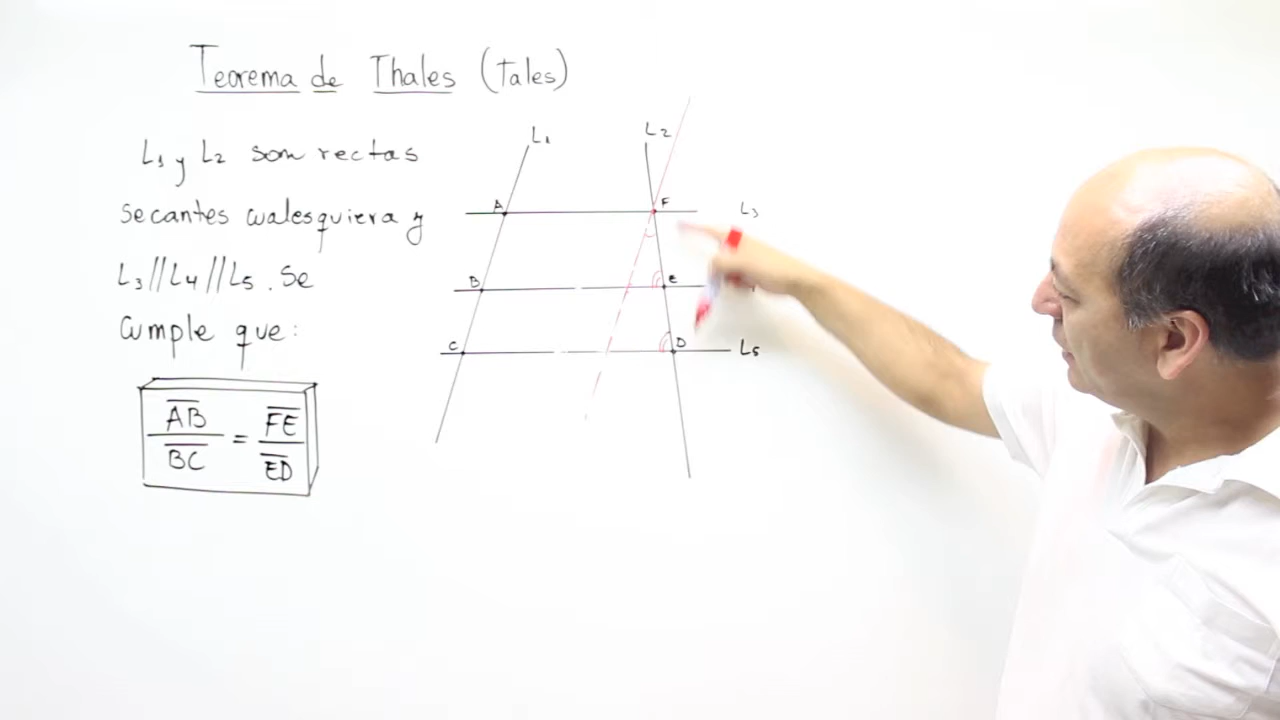 Teorema de Thales (Tales)
L1 y L2 son rectas
secantes cualesquiera y
L3//L4//L5. Se
cumple que:
AB/BC = FE/ED
L1
L2
A
F
L3
B
E
C
D
L5